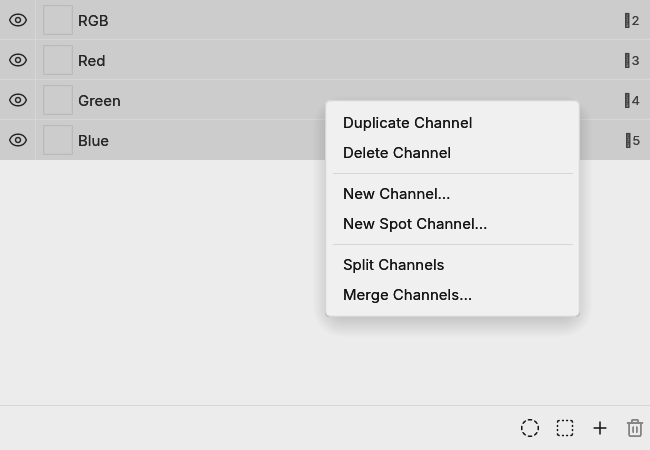 RGB 2
Red 3
Green 4
Blue 5
Duplicate Channel
Delete Channel
New Channel...
New Spot Channel...
Split Channels
Merge Channels...